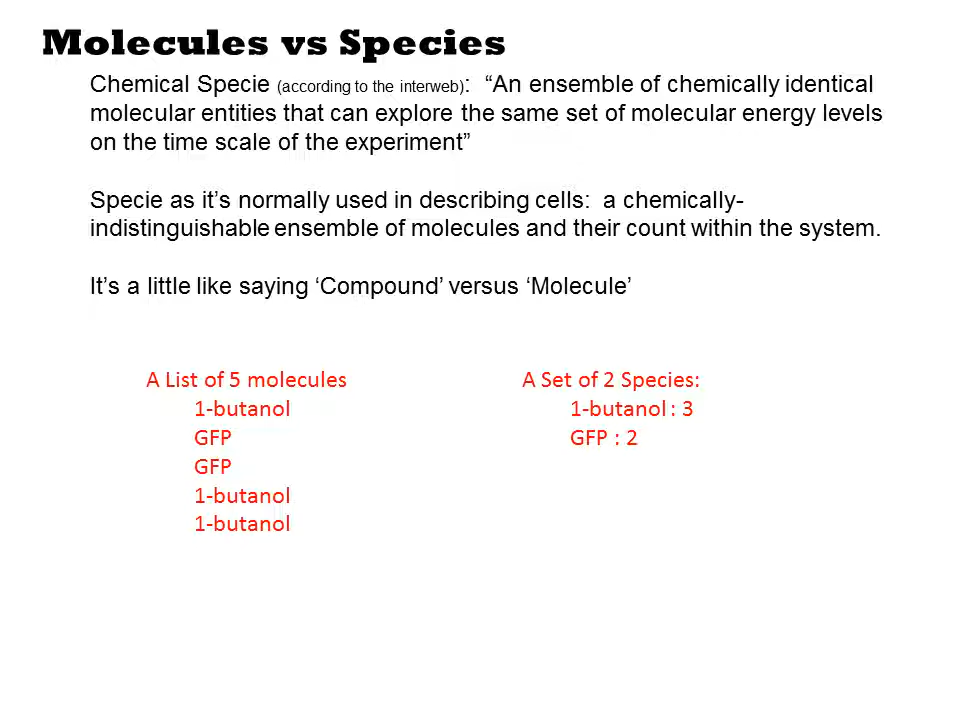 Molecules vs Species
Chemical Specie (according to the interweb): “An ensemble of chemically identical
molecular entities that can explore the same set of molecular energy levels
on the time scale of the experiment”
Specie as it’s normally used in describing cells: a chemically-
indistinguishable ensemble of molecules and their count within the system.
It’s a little like saying ‘Compound’ versus ‘Molecule’
A List of 5 molecules
1-butanol
GFP
GFP
1-butanol
1-butanol
A Set of 2 Species:
1-butanol : 3
GFP : 2